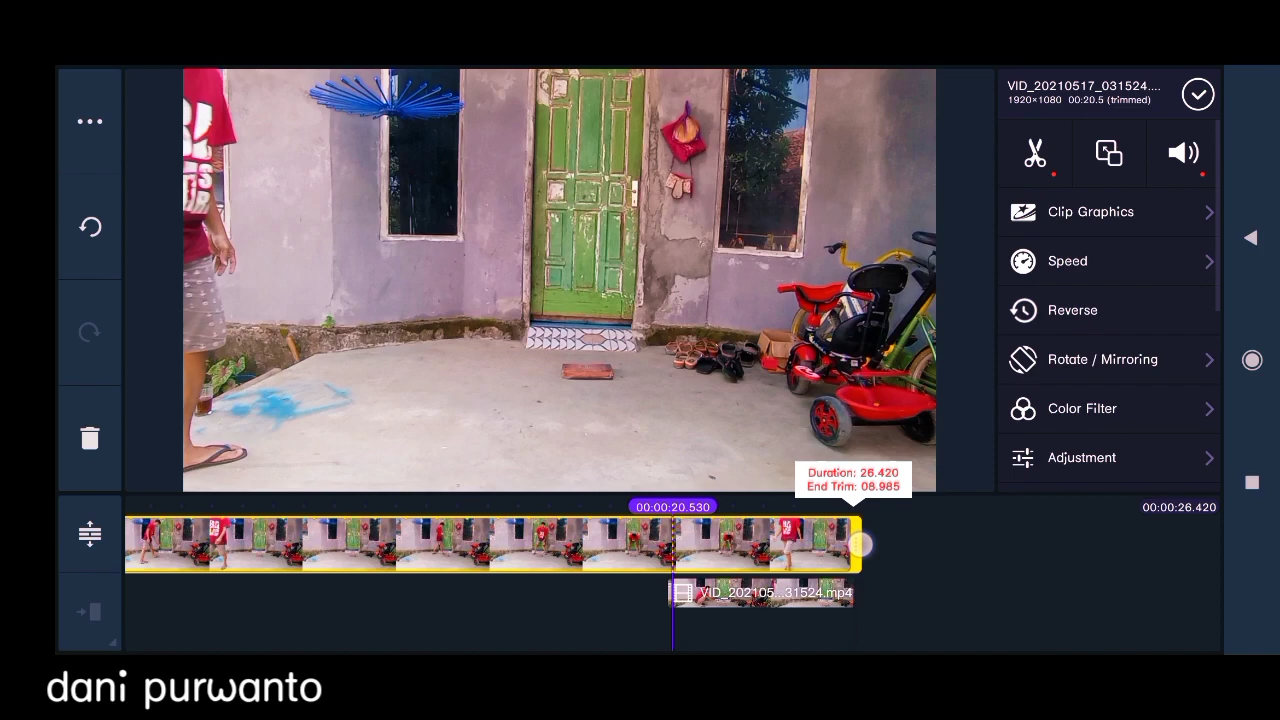 VID_20210517_031524....
1920×1080 00:20.5 (trimmed)
Clip Graphics
Speed
Reverse
Rotate / Mirroring
Color Filter
Adjustment
Duration: 26.420
End Trim: 08.985
00:00:20.530
00:00:26.420
VID_202105...31524.mp4
dani purwanto